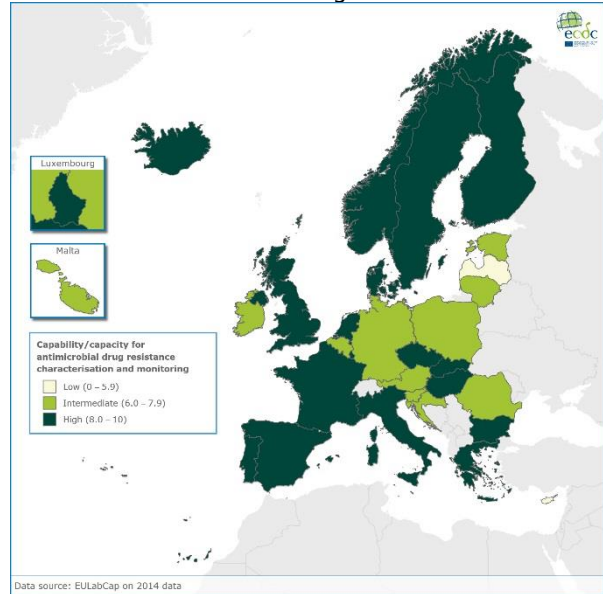 ecdc
Luxembourg
Malta
Capability/capacity for
antimicrobial drug resistance
characterisation and monitoring
Low (0 – 5.9)
Intermediate (6.0 – 7.9)
High (8.0 – 10)
Data source: EULabCap on 2014 data